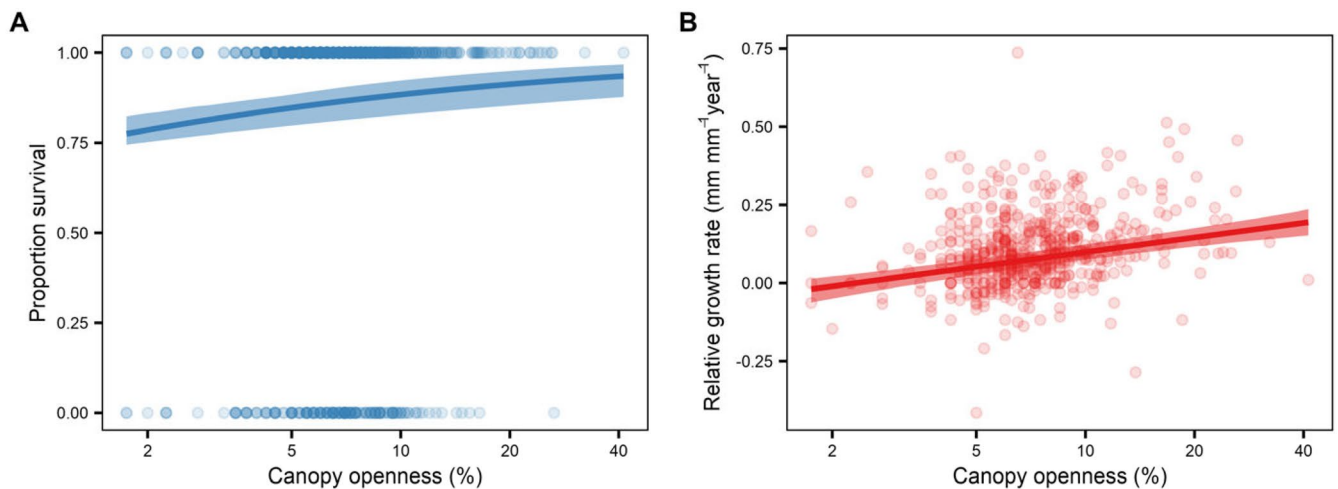 A
1.00
0.75
0.50
0.25
0.00
Proportion survival
2 5 10 20 40
Canopy openness (%)
B
0.75
0.50
0.25
0.00
-0.25
Relative growth rate (mm mm⁻¹year⁻¹)
2 5 10 20 40
Canopy openness (%)